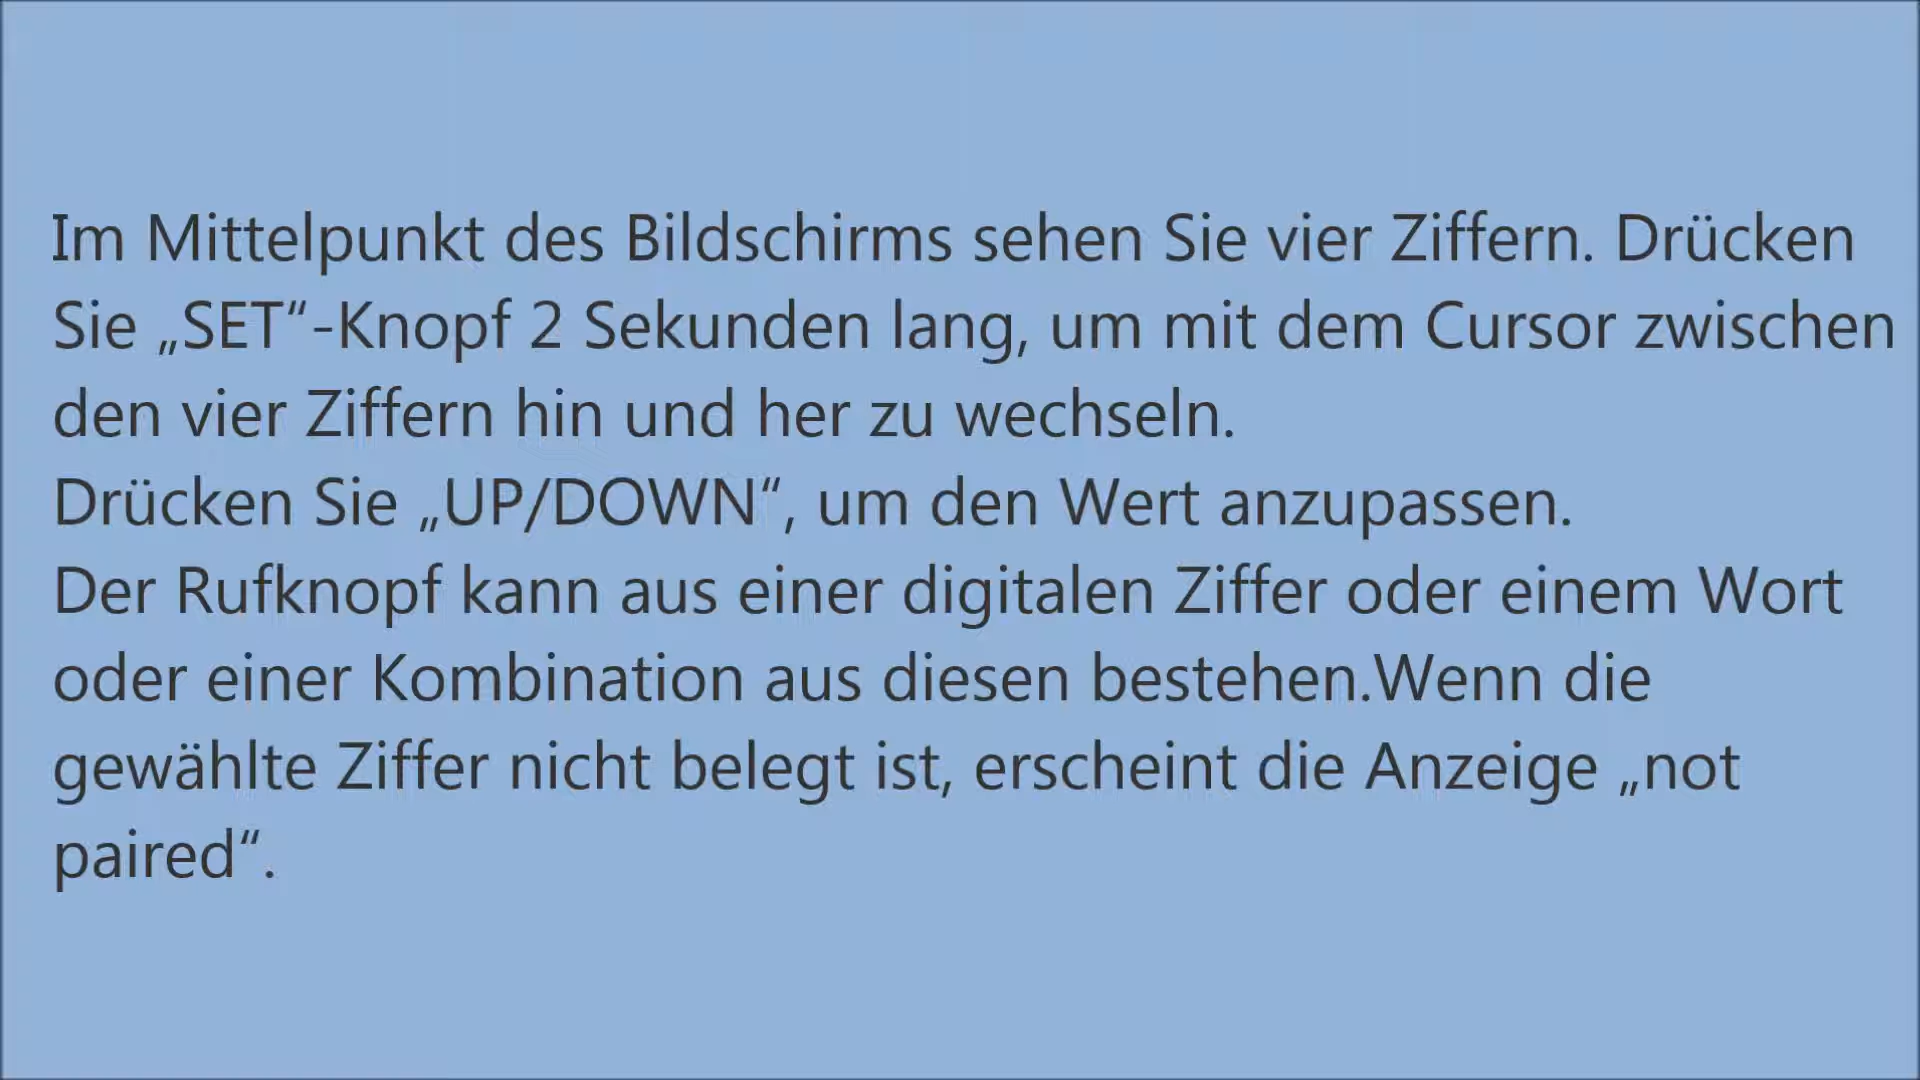 Im Mittelpunkt des Bildschirms sehen Sie vier Ziffern. Drücken
Sie „SET“-Knopf 2 Sekunden lang, um mit dem Cursor zwischen
den vier Ziffern hin und her zu wechseln.
Drücken Sie „UP/DOWN“, um den Wert anzupassen.
Der Rufknopf kann aus einer digitalen Ziffer oder einem Wort
oder einer Kombination aus diesen bestehen.Wenn die
gewählte Ziffer nicht belegt ist, erscheint die Anzeige „not
paired“.